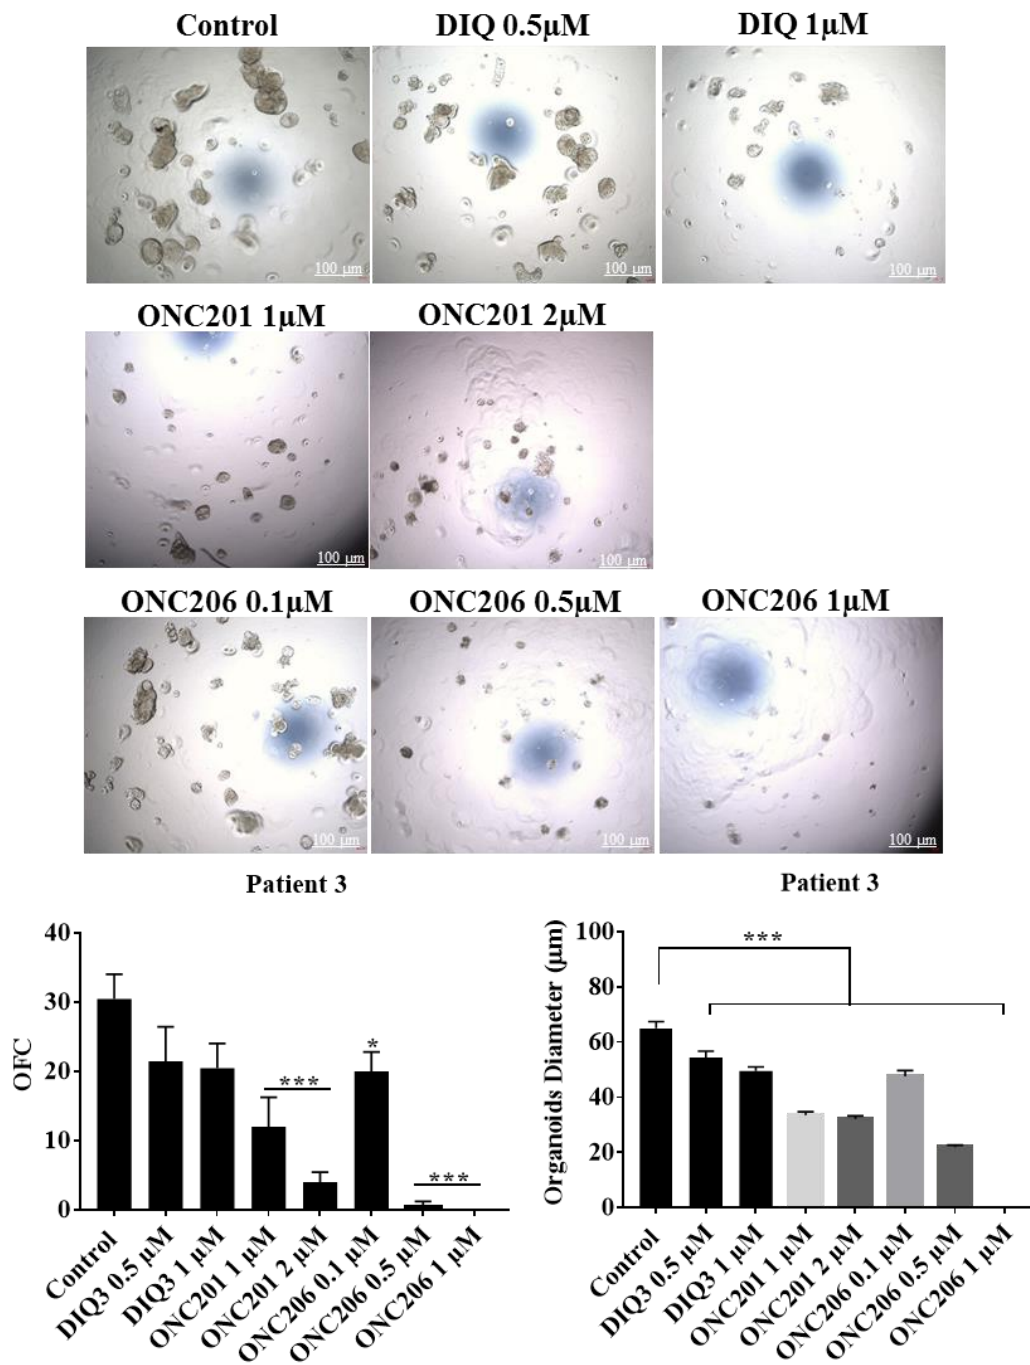 Control DIQ 0.5µM DIQ 1µM
100 µm 100 µm 100 µm
ONC201 1µM ONC201 2µM
100 µm 100 µm
ONC206 0.1µM ONC206 0.5µM ONC206 1µM
100 µm 100 µm 100 µm
Patient 3
OFC
40
30
20
10
0
***
*
***
Control
DIQ3 0.5 µM
DIQ3 1 µM
ONC201 1 µM
ONC201 2 µM
ONC206 0.1 µM
ONC206 0.5 µM
ONC206 1 µM
Patient 3
Organoids Diameter (µm)
100
80
60
40
20
0
***
Control
DIQ3 0.5 µM
DIQ3 1 µM
ONC201 1 µM
ONC201 2 µM
ONC206 0.1 µM
ONC206 0.5 µM
ONC206 1 µM